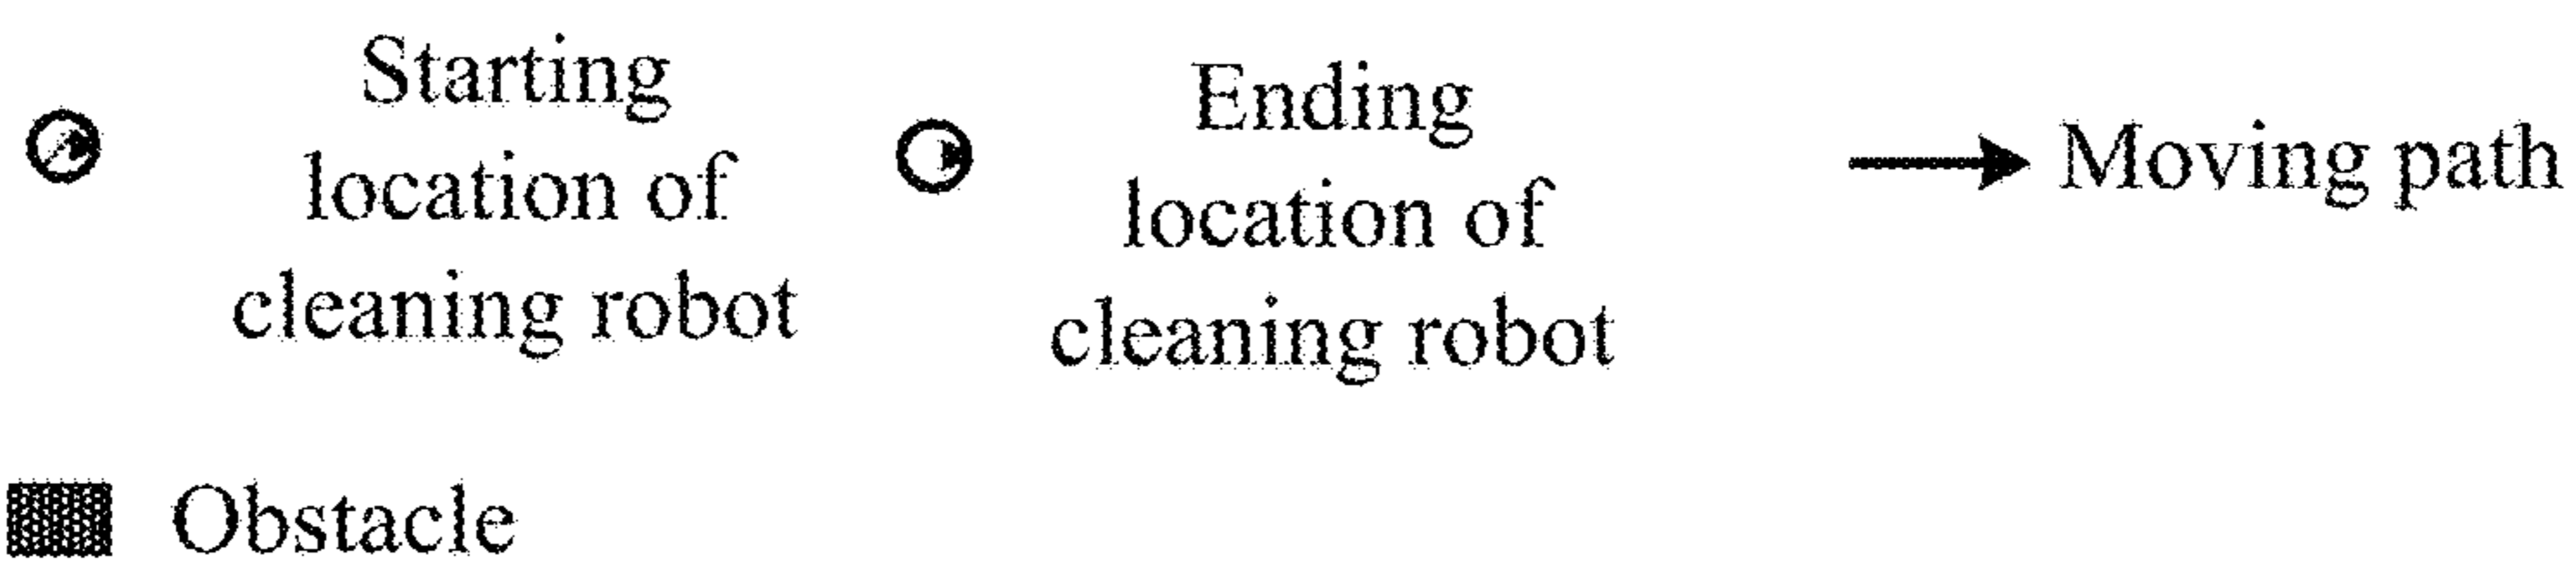 Starting
location of
cleaning robot
Ending
location of
cleaning robot
Moving path
Obstacle